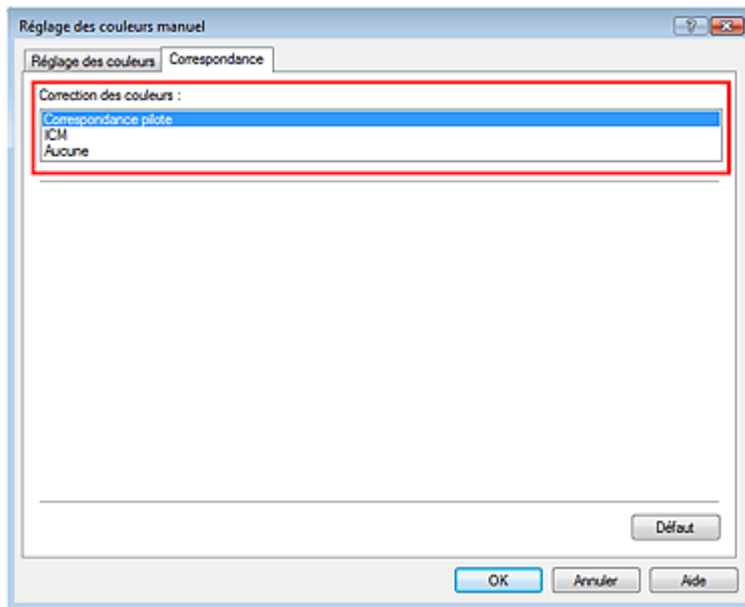 Réglage des couleurs manuel
Réglage des couleurs Correspondance
Correction des couleurs :
Correspondance pilote
ICM
Aucune
Défaut
OK Annuler Aide